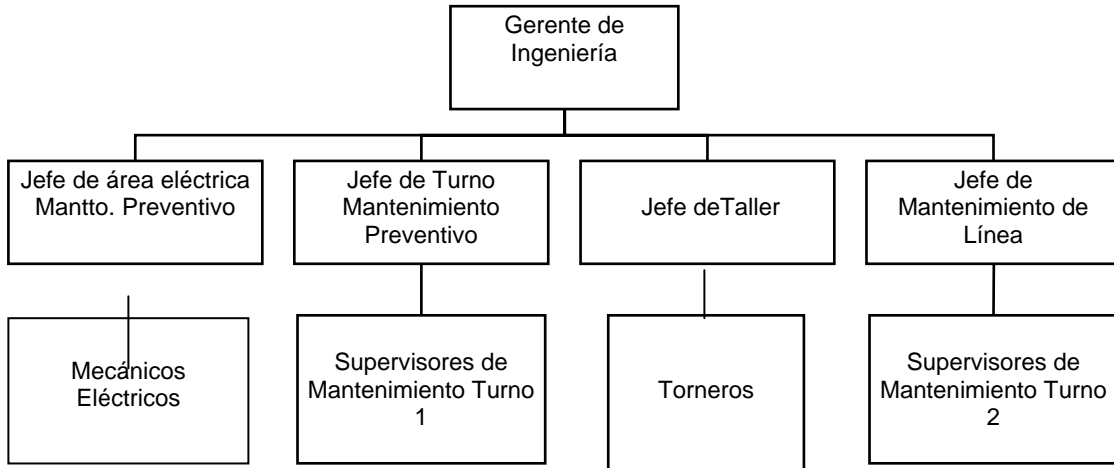 Gerente de
Ingeniería
Jefe de área eléctrica
Mantto. Preventivo
Jefe de Turno
Mantenimiento
Preventivo
Jefe deTaller
Jefe de
Mantenimiento de
Línea
Mecánicos
Eléctricos
Supervisores de
Mantenimiento Turno
1
Torneros
Supervisores de
Mantenimiento Turno
2